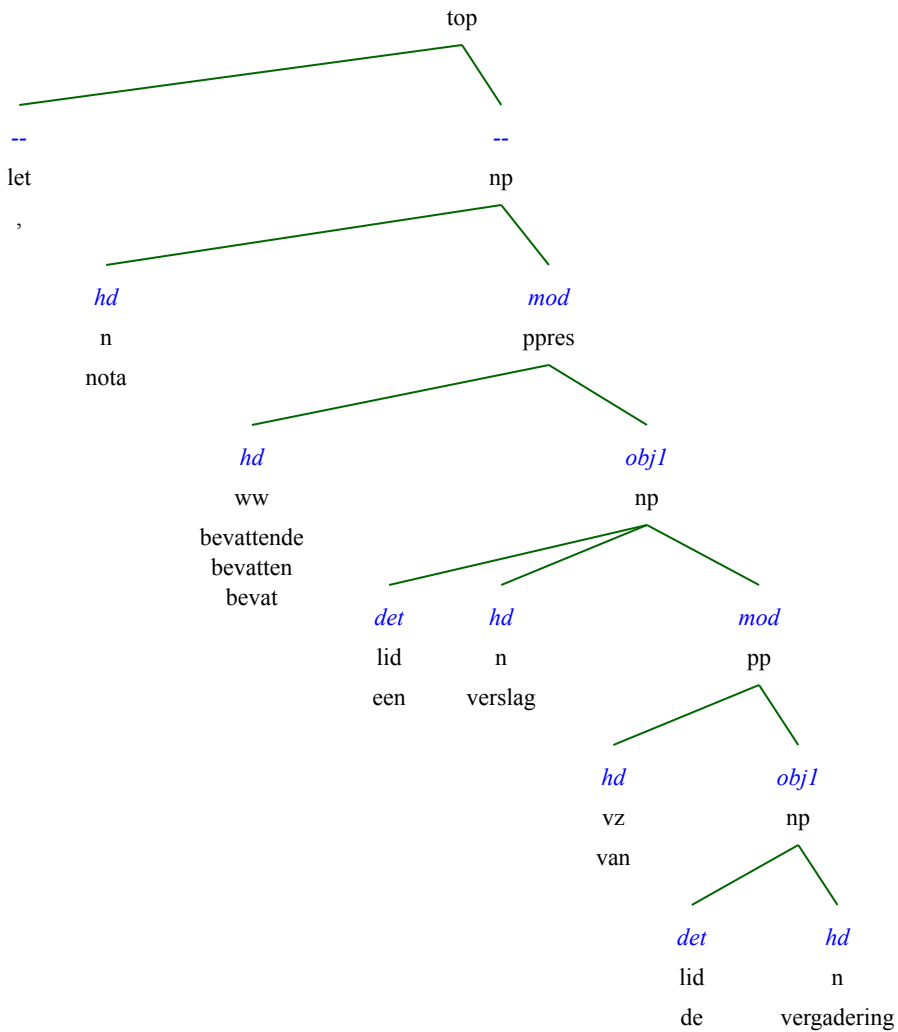 top
-- --
let np
,
hd mod
n ppres
nota
hd obj1
ww np
bevattende
bevatten
bevat
det hd mod
lid n pp
een verslag
hd obj1
vz np
van
det hd
lid n
de vergadering